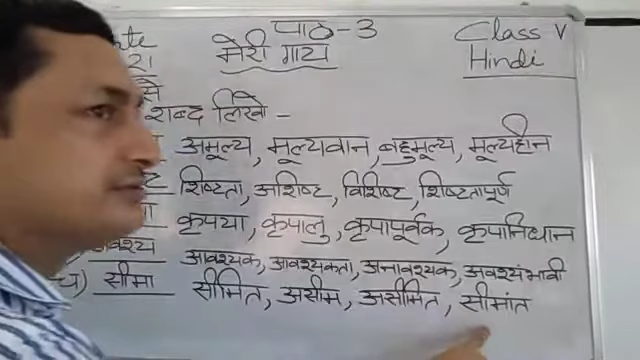 पाठ-3 Class V
मेरी गाय Hindi
शब्द लिखो -
अमूल्य, मूल्यवान, बहुमूल्य, मूल्यहीन
शिष्टता, अशिष्ट, विशिष्ट, शिष्टतापूर्ण
कृपया, कृपालु, कृपापूर्वक, कृपानिधान
आवश्यक, आवश्यकता, अनावश्यक, अवश्यंभावी
सीमा सीमित, असीम, असीमित, सीमांत